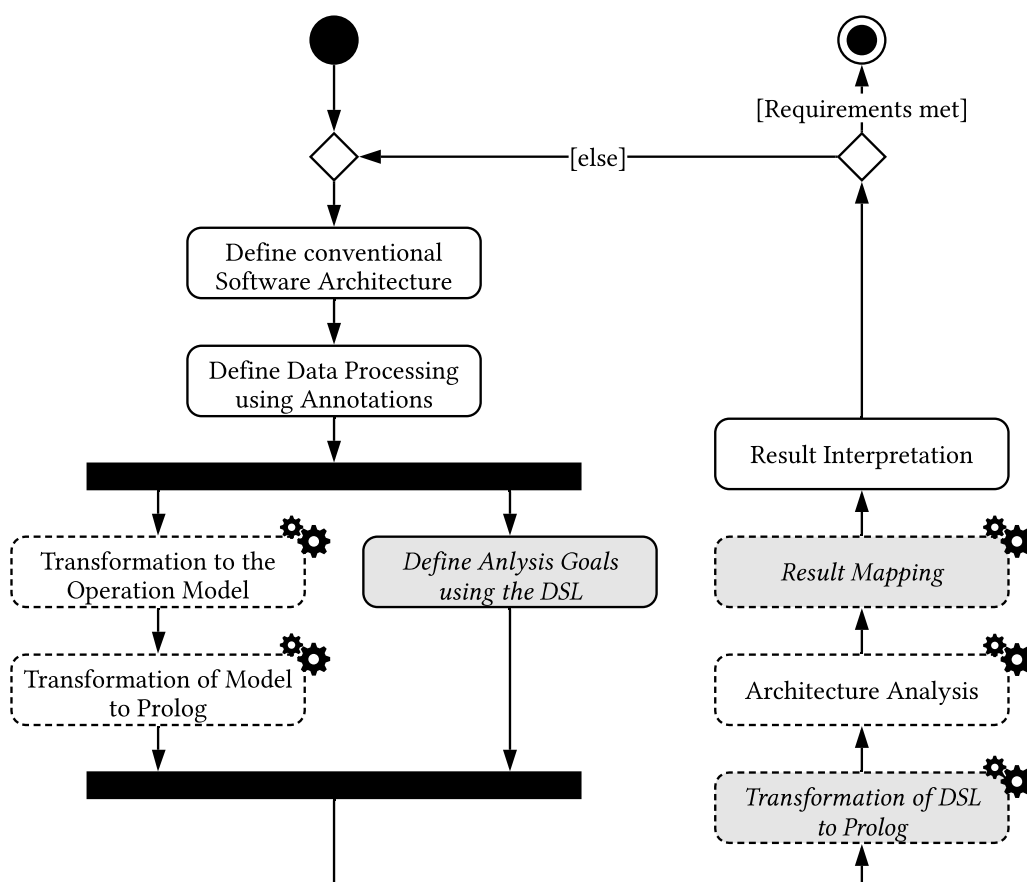 [Requirements met]
[else]
Define conventional
Software Architecture
Define Data Processing
using Annotations
Transformation to the
Operation Model
Define Anlysis Goals
using the DSL
Transformation of Model
to Prolog
Result Interpretation
Result Mapping
Architecture Analysis
Transformation of DSL
to Prolog